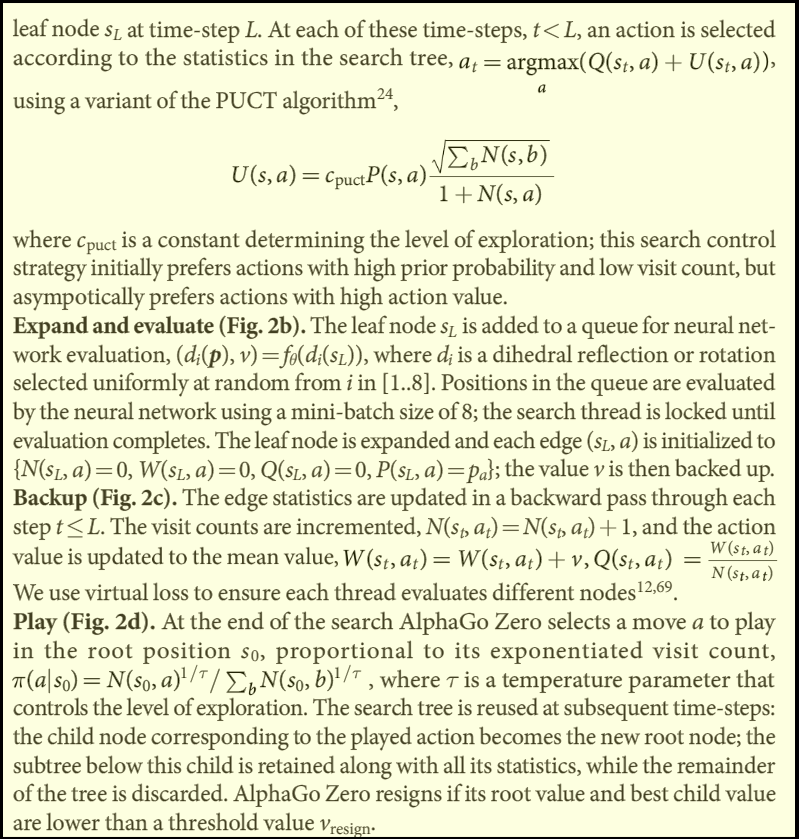 leaf node s_L at time-step L. At each of these time-steps, t < L, an action is selected
according to the statistics in the search tree, a_t = argmax_a(Q(s_t, a) + U(s_t, a)),
using a variant of the PUCT algorithm^24,
U(s, a) = c_puct P(s, a) √(∑_b N(s, b)) / (1 + N(s, a))
where c_puct is a constant determining the level of exploration; this search control
strategy initially prefers actions with high prior probability and low visit count, but
asympotically prefers actions with high action value.
Expand and evaluate (Fig. 2b). The leaf node s_L is added to a queue for neural net-
work evaluation, (d_i(p), v) = f_θ(d_i(s_L)), where d_i is a dihedral reflection or rotation
selected uniformly at random from i in [1..8]. Positions in the queue are evaluated
by the neural network using a mini-batch size of 8; the search thread is locked until
evaluation completes. The leaf node is expanded and each edge (s_L, a) is initialized to
{N(s_L, a) = 0, W(s_L, a) = 0, Q(s_L, a) = 0, P(s_L, a) = p_a}; the value v is then backed up.
Backup (Fig. 2c). The edge statistics are updated in a backward pass through each
step t ≤ L. The visit counts are incremented, N(s_t, a_t) = N(s_t, a_t) + 1, and the action
value is updated to the mean value, W(s_t, a_t) = W(s_t, a_t) + v, Q(s_t, a_t) = W(s_t, a_t) / N(s_t, a_t)
We use virtual loss to ensure each thread evaluates different nodes^12,69.
Play (Fig. 2d). At the end of the search AlphaGo Zero selects a move a to play
in the root position s_0, proportional to its exponentiated visit count,
π(a|s_0) = N(s_0, a)^1/τ / ∑_b N(s_0, b)^1/τ , where τ is a temperature parameter that
controls the level of exploration. The search tree is reused at subsequent time-steps:
the child node corresponding to the played action becomes the new root node; the
subtree below this child is retained along with all its statistics, while the remainder
of the tree is discarded. AlphaGo Zero resigns if its root value and best child value
are lower than a threshold value v_resign.